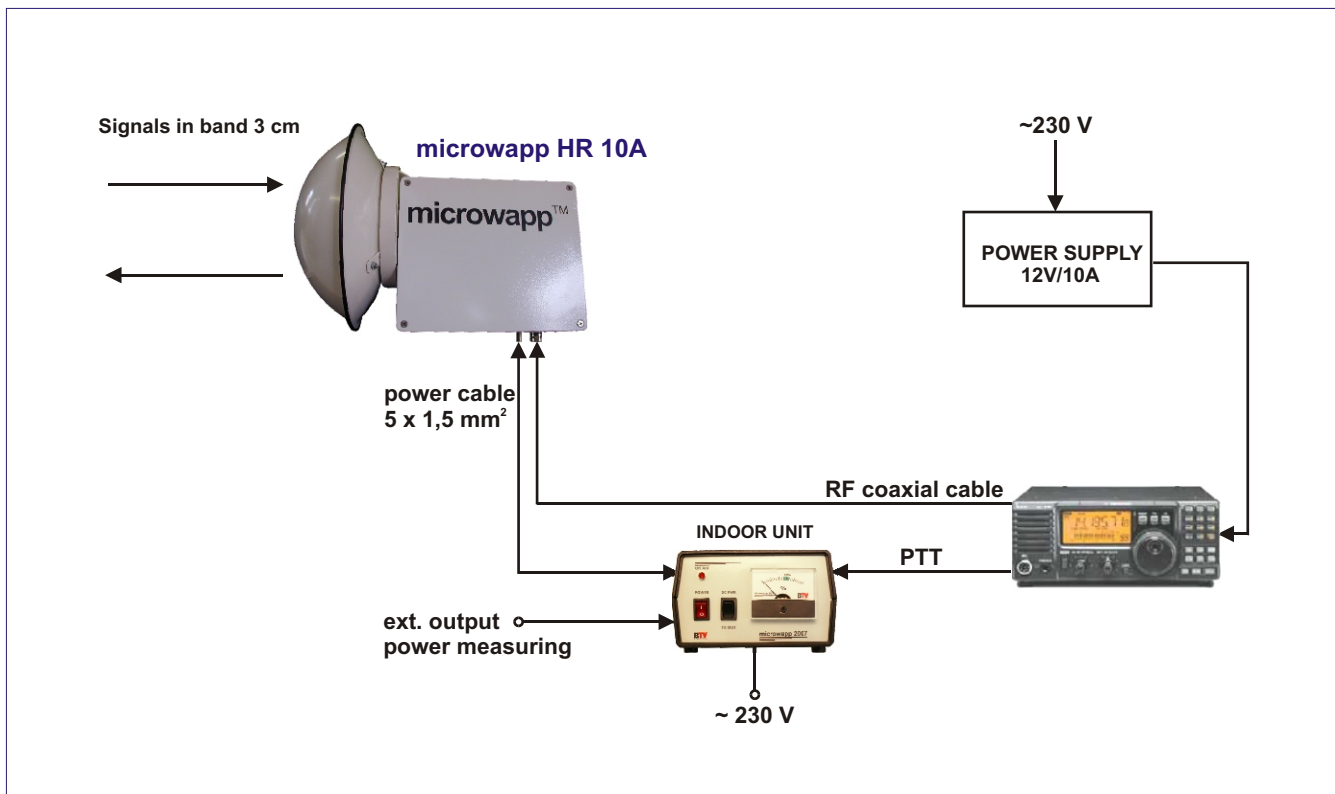 Signals in band 3 cm
microwapp HR 10A
microwapp™
~230 V
POWER SUPPLY
12V/10A
power cable
5 x 1,5 mm²
RF coaxial cable
INDOOR UNIT
PTT
POWER
microwapp 2007
ext. output
power measuring
~ 230 V